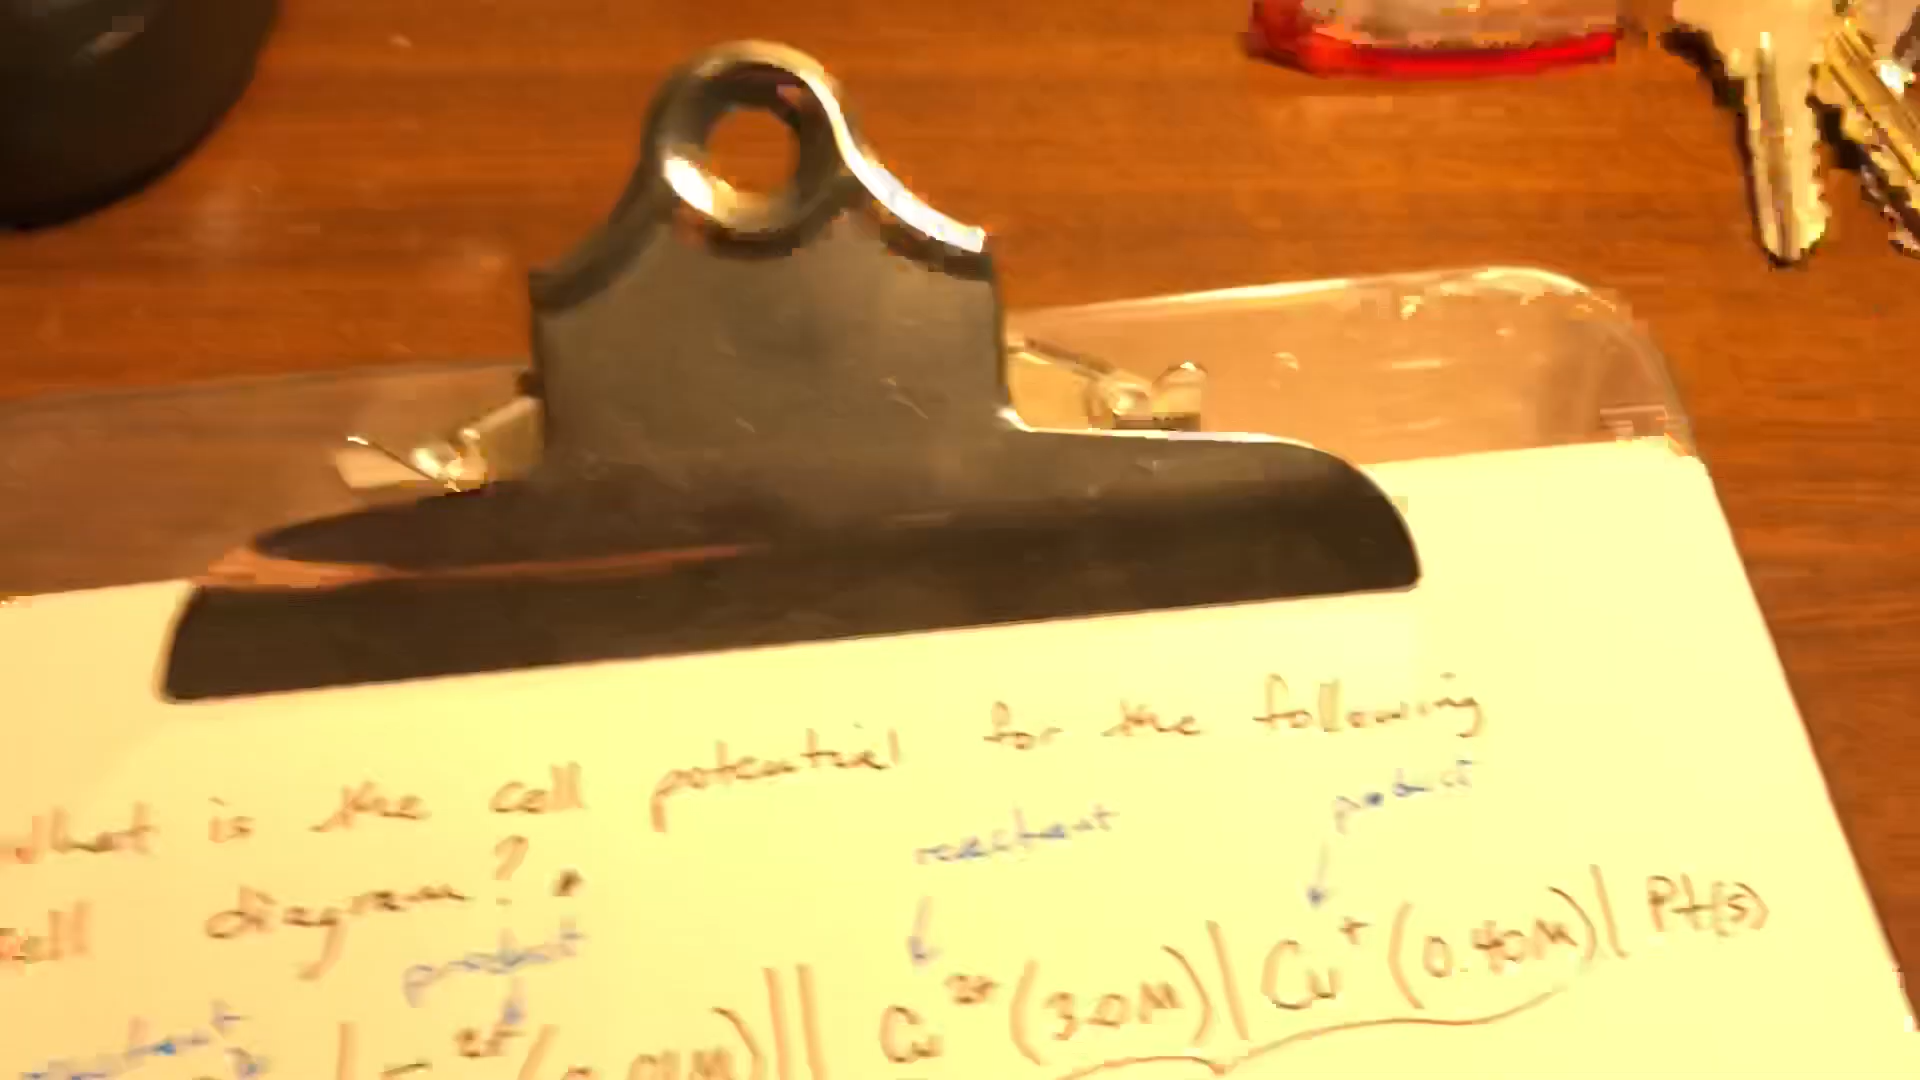 What is the cell potential for the following
cell diagram?
product
reactant
product
reactant
Cu²⁺ (3.0M) | Cu⁺ (0.40M) | Pt(s)